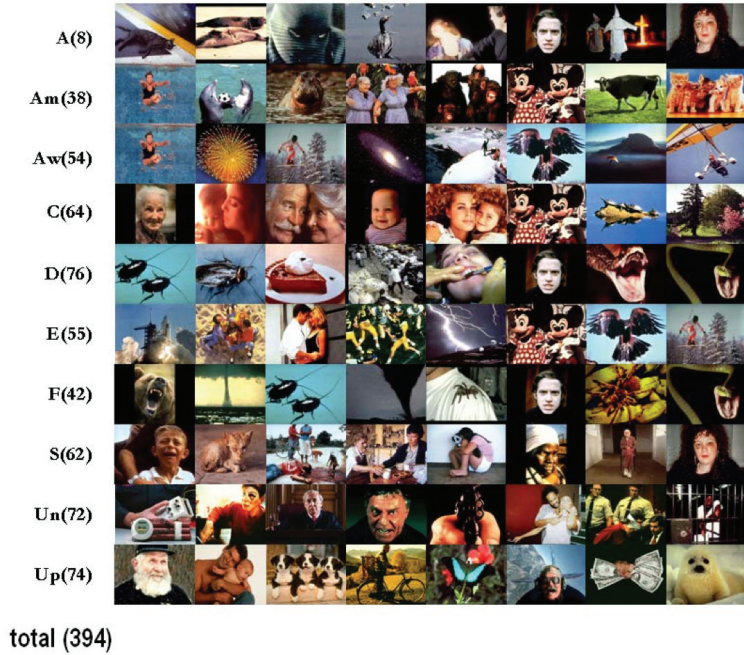 A(8)
Am(38)
Aw(54)
C(64)
D(76)
E(55)
F(42)
S(62)
Un(72)
Up(74)
total (394)